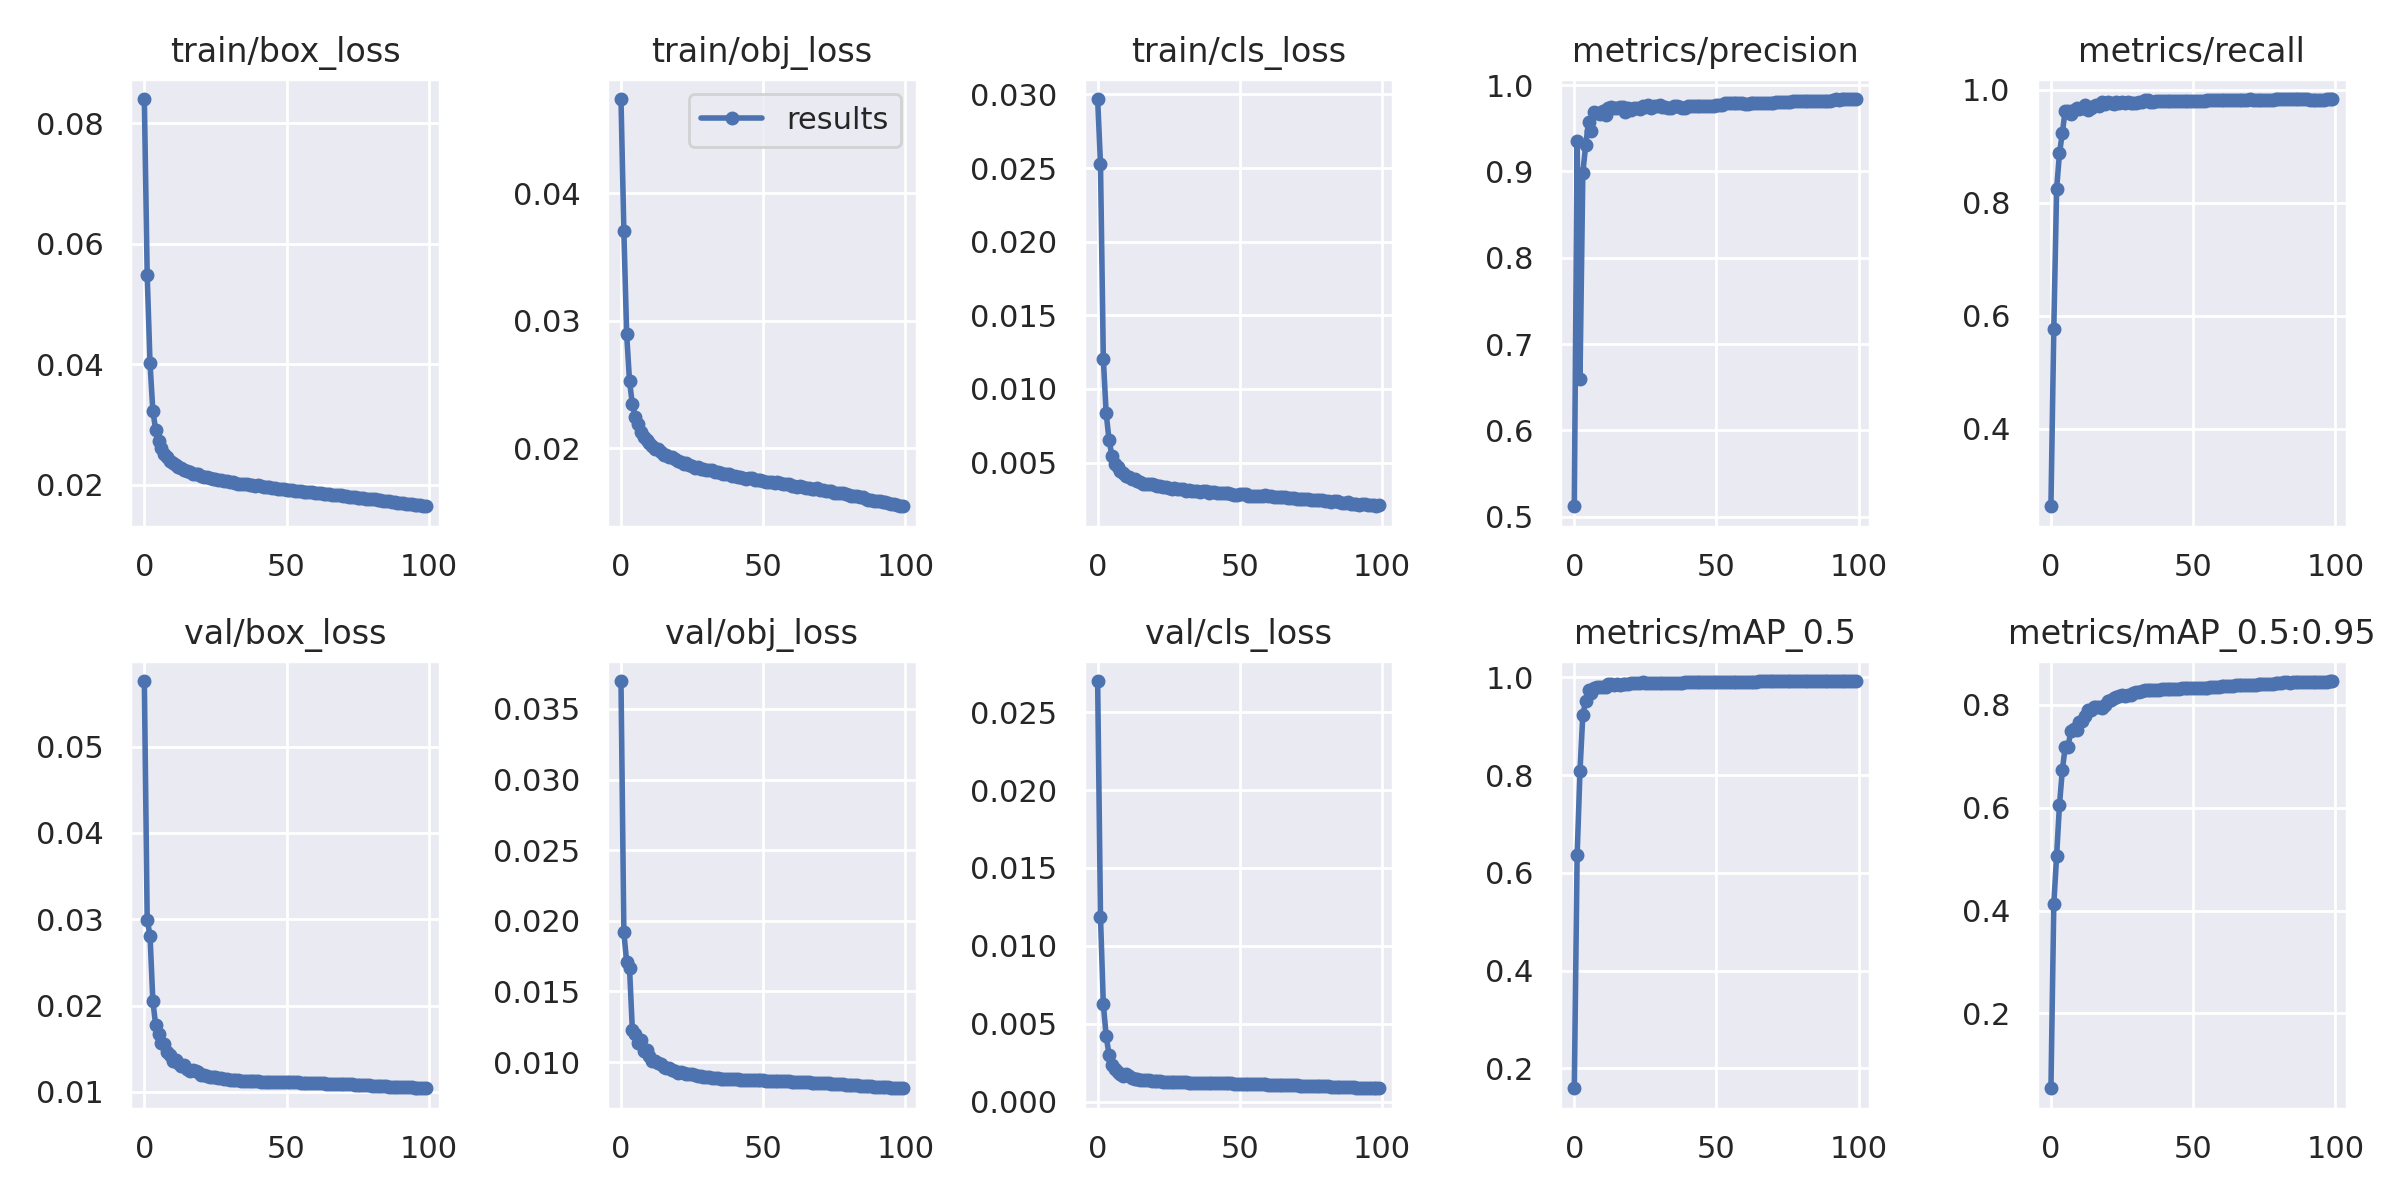 train/box_loss
train/obj_loss
train/cls_loss
metrics/precision
metrics/recall
0.08
0.06
0.04
0.02
0 50 100
results
0.04
0.03
0.02
0 50 100
0.030
0.025
0.020
0.015
0.010
0.005
0 50 100
1.0
0.9
0.8
0.7
0.6
0.5
0 50 100
1.0
0.8
0.6
0.4
0 50 100
val/box_loss
val/obj_loss
val/cls_loss
metrics/mAP_0.5
metrics/mAP_0.5:0.95
0.05
0.04
0.03
0.02
0.01
0 50 100
0.035
0.030
0.025
0.020
0.015
0.010
0 50 100
0.025
0.020
0.015
0.010
0.005
0.000
0 50 100
1.0
0.8
0.6
0.4
0.2
0 50 100
0.8
0.6
0.4
0.2
0 50 100